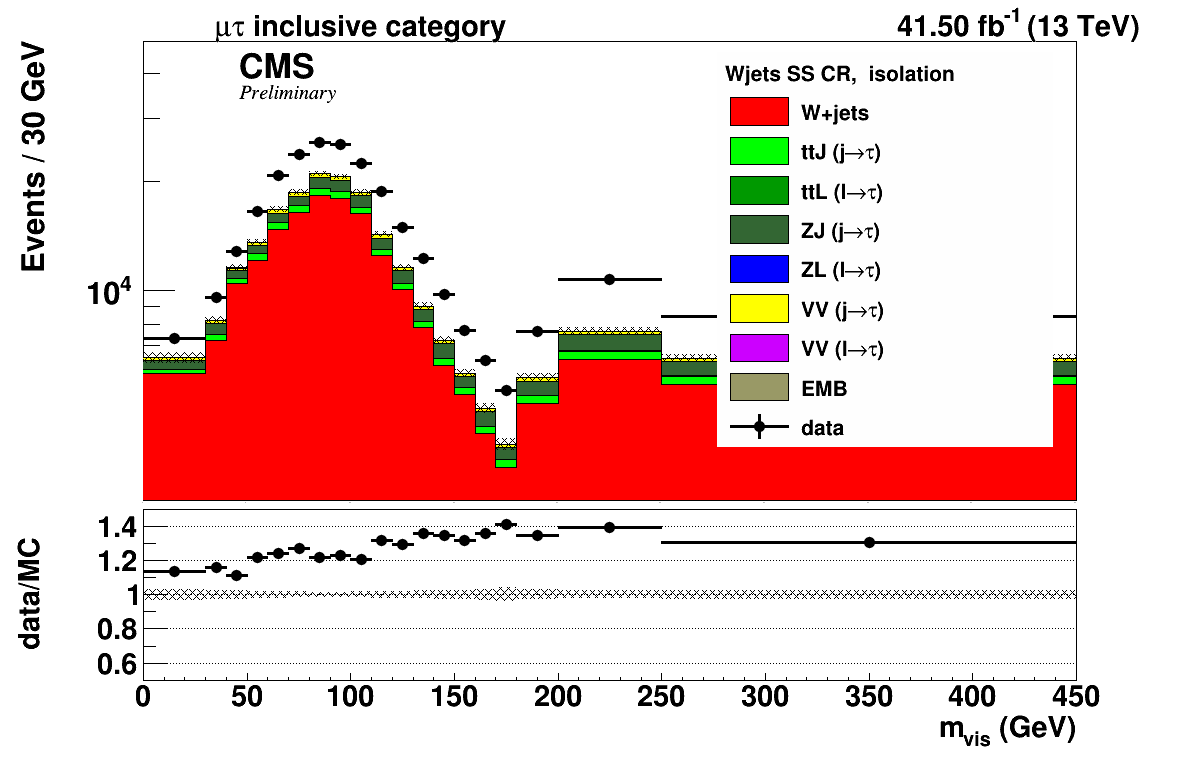 μτ inclusive category
41.50 fb⁻¹ (13 TeV)
CMS
Preliminary
Events / 30 GeV
10⁴
Wjets SS CR, isolation
W+jets
ttJ (j→τ)
ttL (l→τ)
ZJ (j→τ)
ZL (l→τ)
VV (j→τ)
VV (l→τ)
EMB
data
data/MC
1.4
1.2
1
0.8
0.6
0 50 100 150 200 250 300 350 400 450
m_vis (GeV)